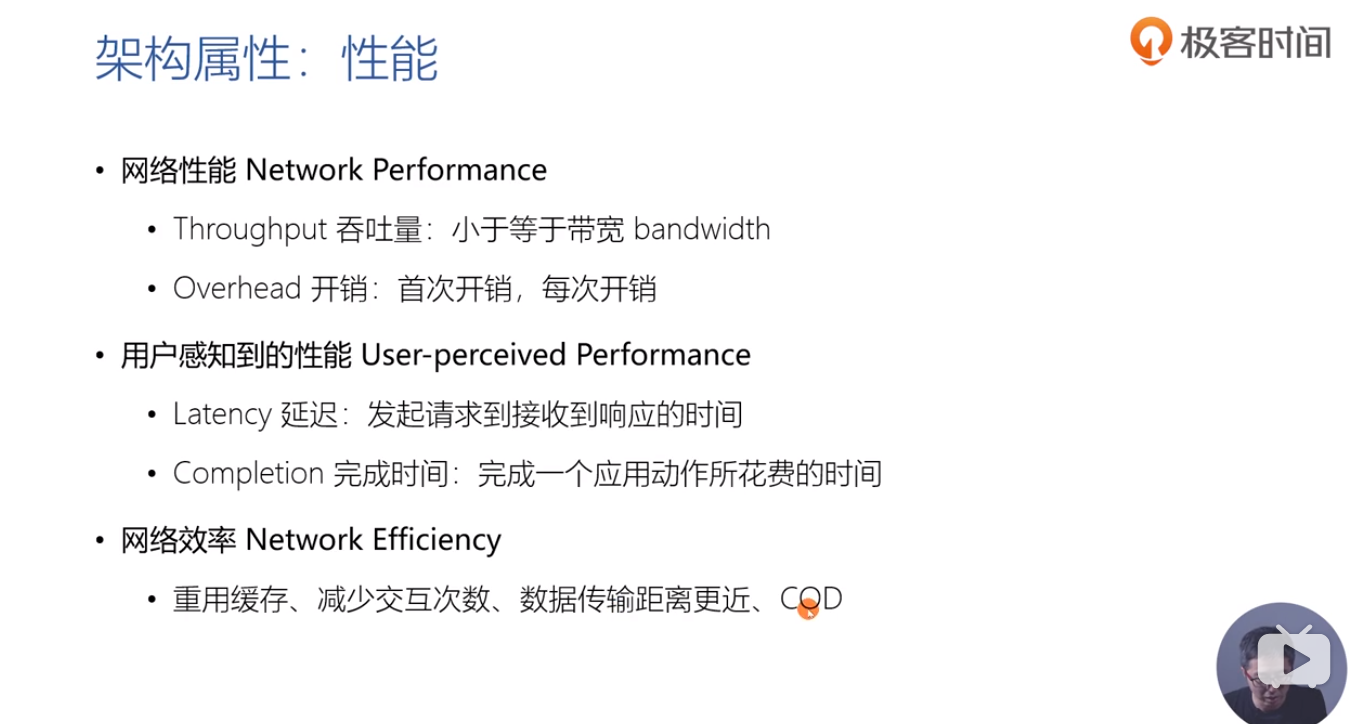 架构属性：性能
极客时间
• 网络性能 Network Performance
• Throughput 吞吐量：小于等于带宽 bandwidth
• Overhead 开销：首次开销，每次开销
• 用户感知到的性能 User-perceived Performance
• Latency 延迟：发起请求到接收到响应的时间
• Completion 完成时间：完成一个应用动作所花费的时间
• 网络效率 Network Efficiency
• 重用缓存、减少交互次数、数据传输距离更近、COD